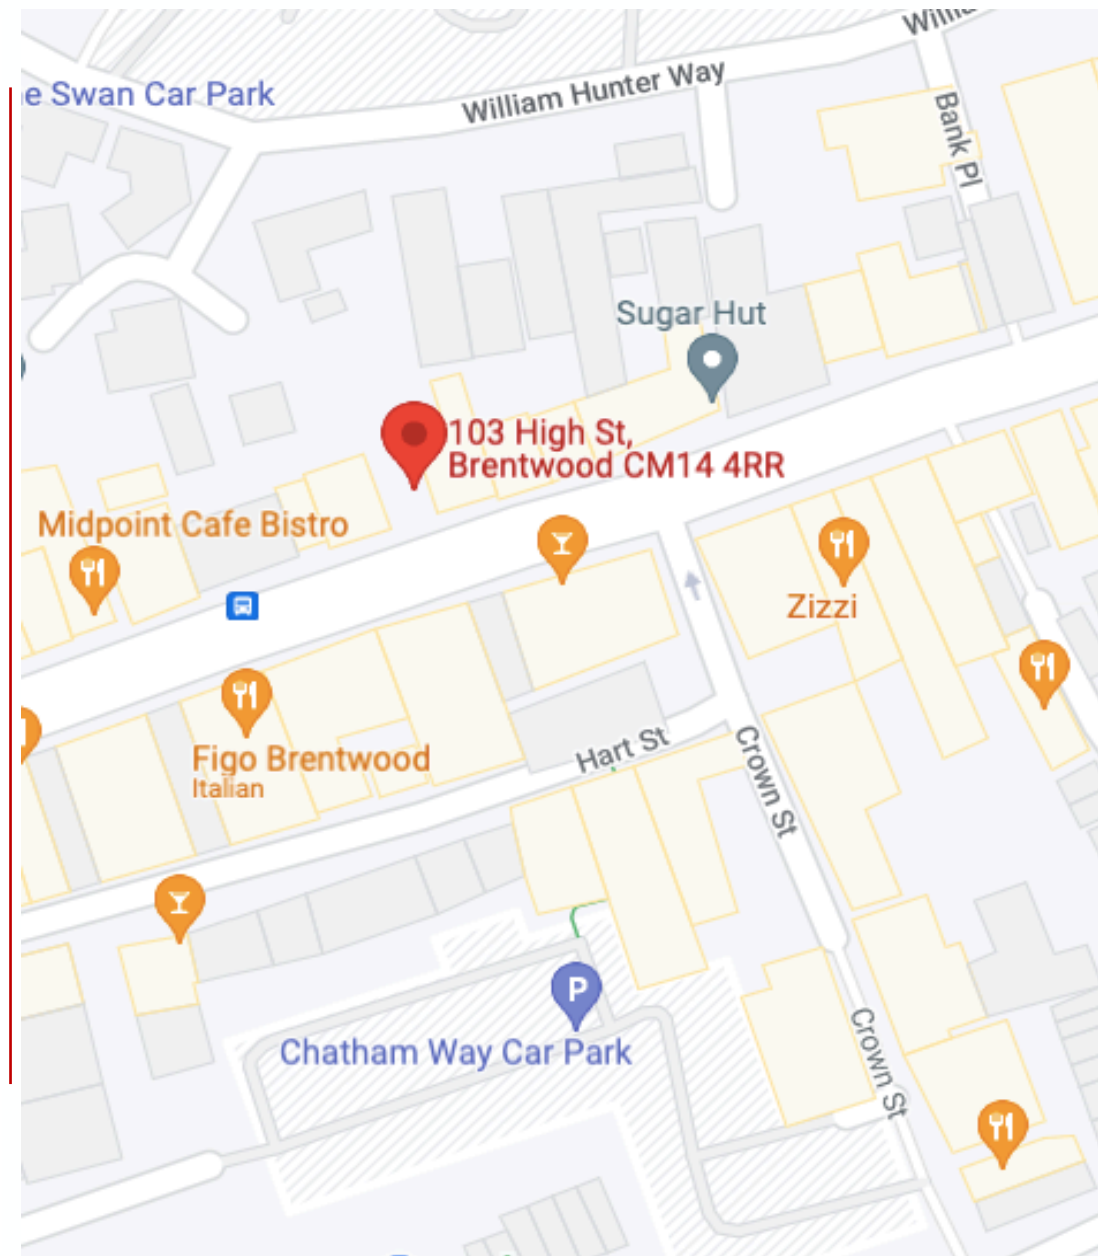 Willia
e Swan Car Park
William Hunter Way
Bank Pl
Sugar Hut
103 High St,
Brentwood CM14 4RR
Midpoint Cafe Bistro
Zizzi
Figo Brentwood
Italian
Hart St
Crown St
P
Chatham Way Car Park
Crown St